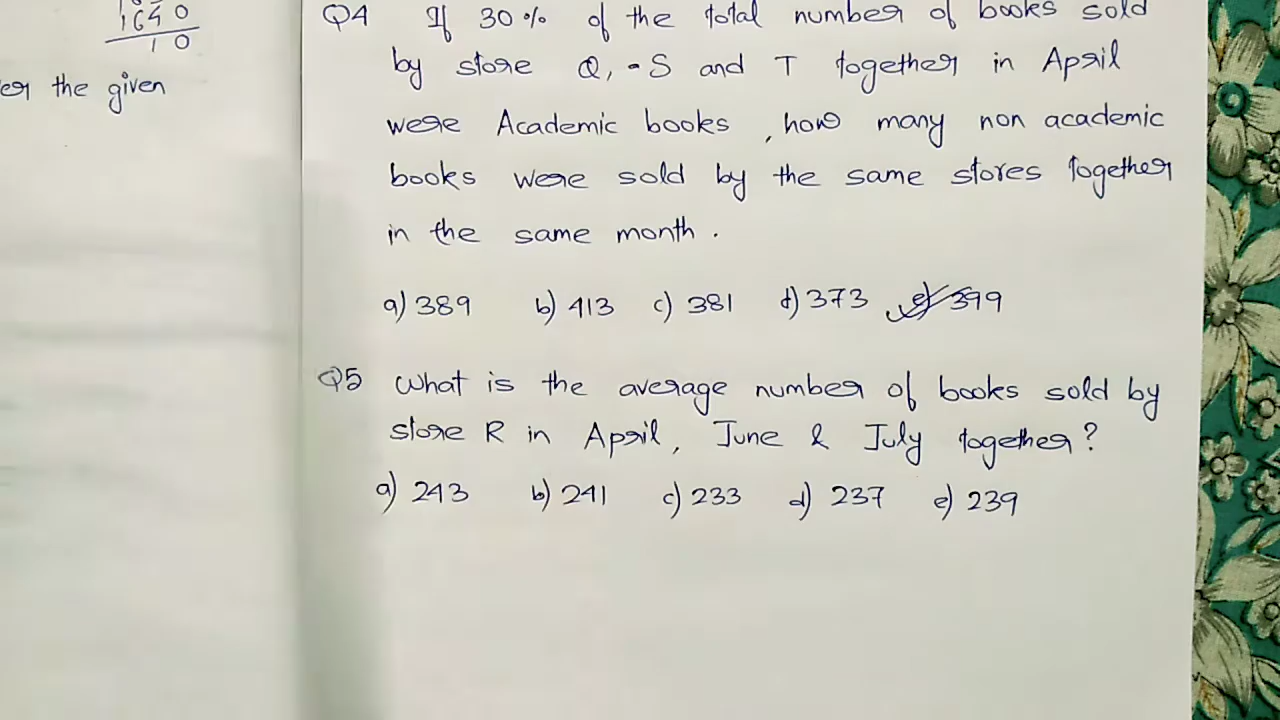 1640
10
er the given
Q4 If 30% of the total number of books sold
by store Q, - S and T together in April
were Academic books, how many non academic
books were sold by the same stores together
in the same month.
a) 389 b) 413 c) 381 d) 373 e) 399
Q5 What is the average number of books sold by
store R in April, June & July together?
a) 243 b) 241 c) 233 d) 237 e) 239